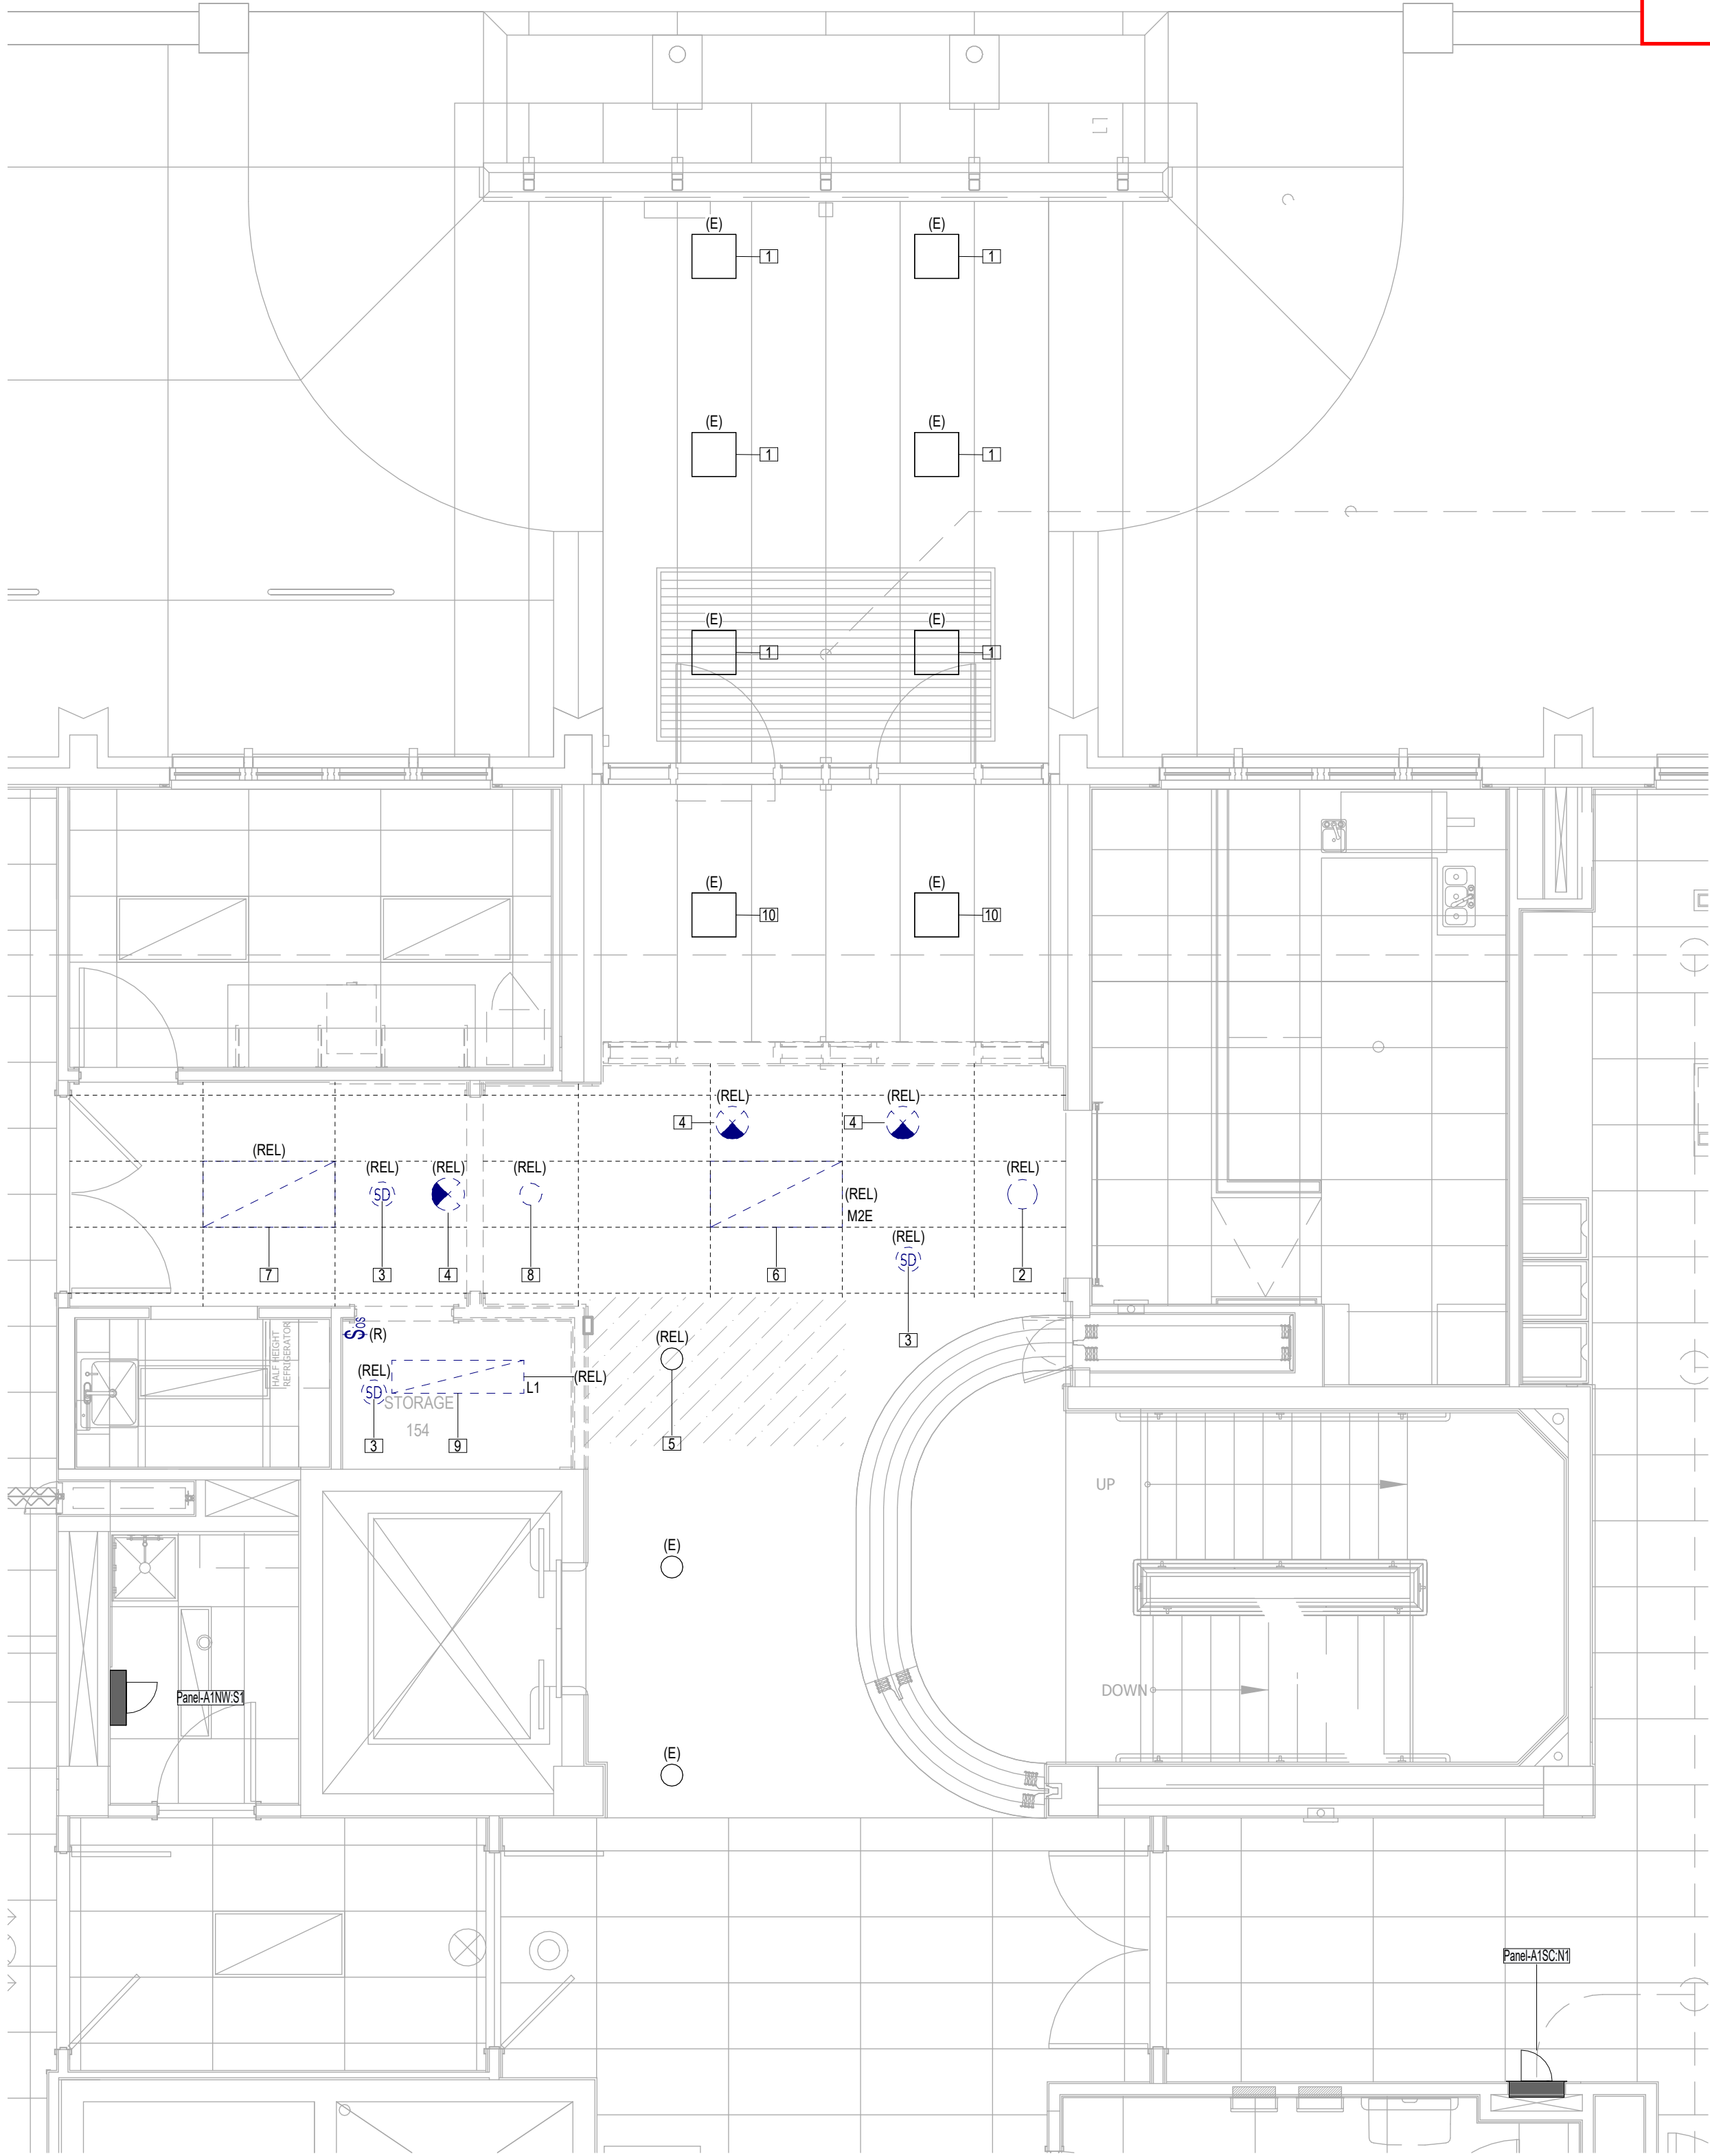 (E)
(E)
1
1
(E)
(E)
1
1
(E)
(E)
1
1
(E)
(E)
10
10
(REL)
(REL)
4
4
(REL)
(REL)
(REL)
(REL)
SD
(REL)
M2E
(REL)
SD
7
3
4
8
6
2
3
HALF HEIGHT
REFRIGERATOR
S OS
(R)
(REL)
(REL)
SD
L1
(REL)
STORAGE
154
3
9
5
UP
(E)
DOWN
Panel-A1NW:S1
(E)
Panel-A1SC:N1